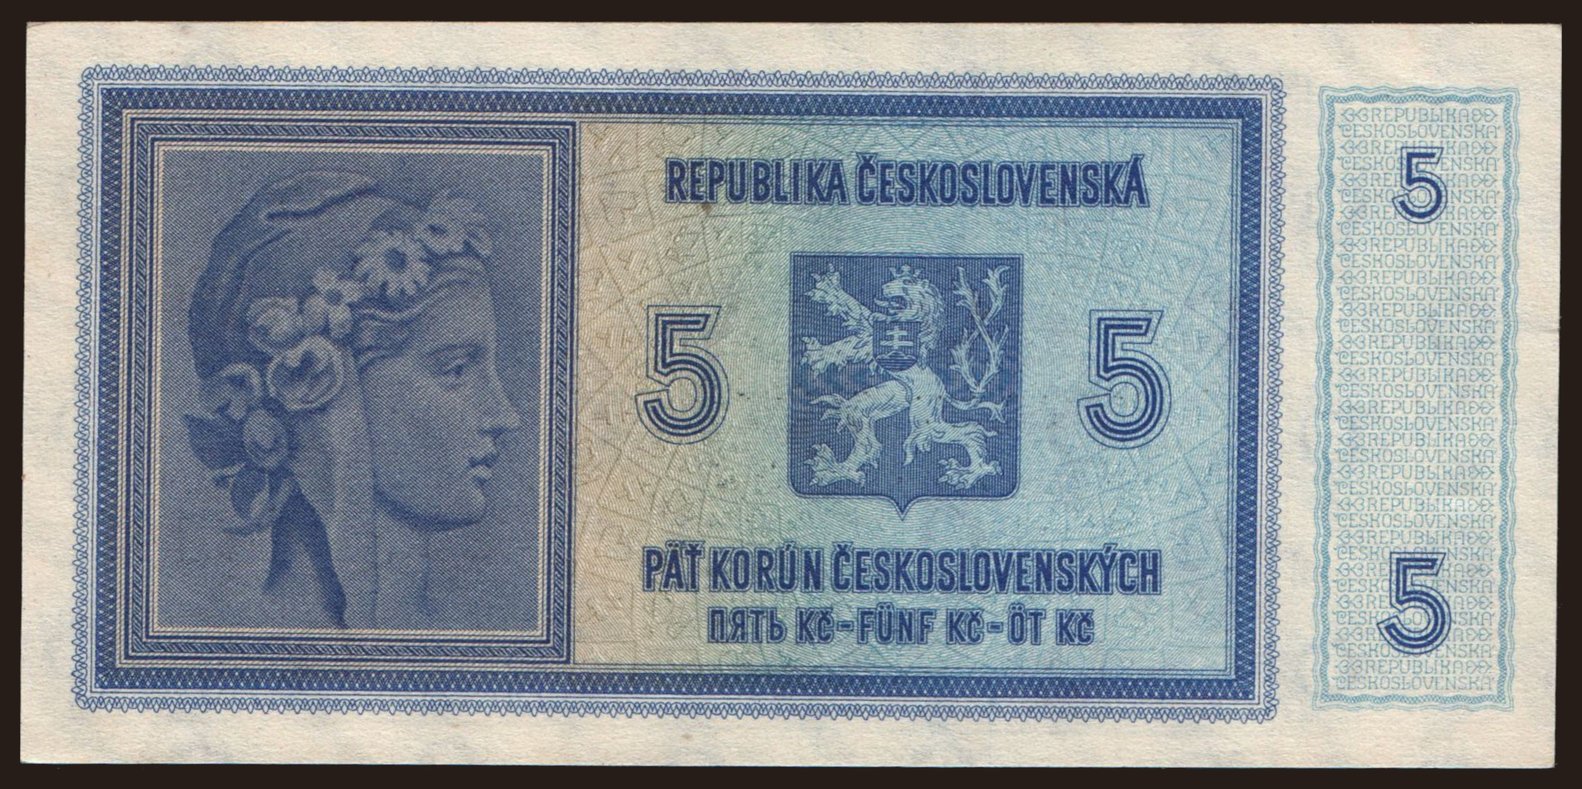 REPUBLIKA ČESKOSLOVENSKÁ
5 5
PÄŤ KORÚN ČESKOSLOVENSKÝCH
ПЯТЬ KČ-FÜNF KČ-ÖT KČ
5
REPUBLIKA
ČESKOSLOVENSKÁ
REPUBLIKA
ČESKOSLOVENSKÁ
REPUBLIKA
ČESKOSLOVENSKÁ
REPUBLIKA
ČESKOSLOVENSKÁ
REPUBLIKA
ČESKOSLOVENSKÁ
REPUBLIKA
ČESKOSLOVENSKÁ
REPUBLIKA
ČESKOSLOVENSKÁ
REPUBLIKA
ČESKOSLOVENSKÁ
REPUBLIKA
ČESKOSLOVENSKÁ
REPUBLIKA
ČESKOSLOVENSKÁ
5